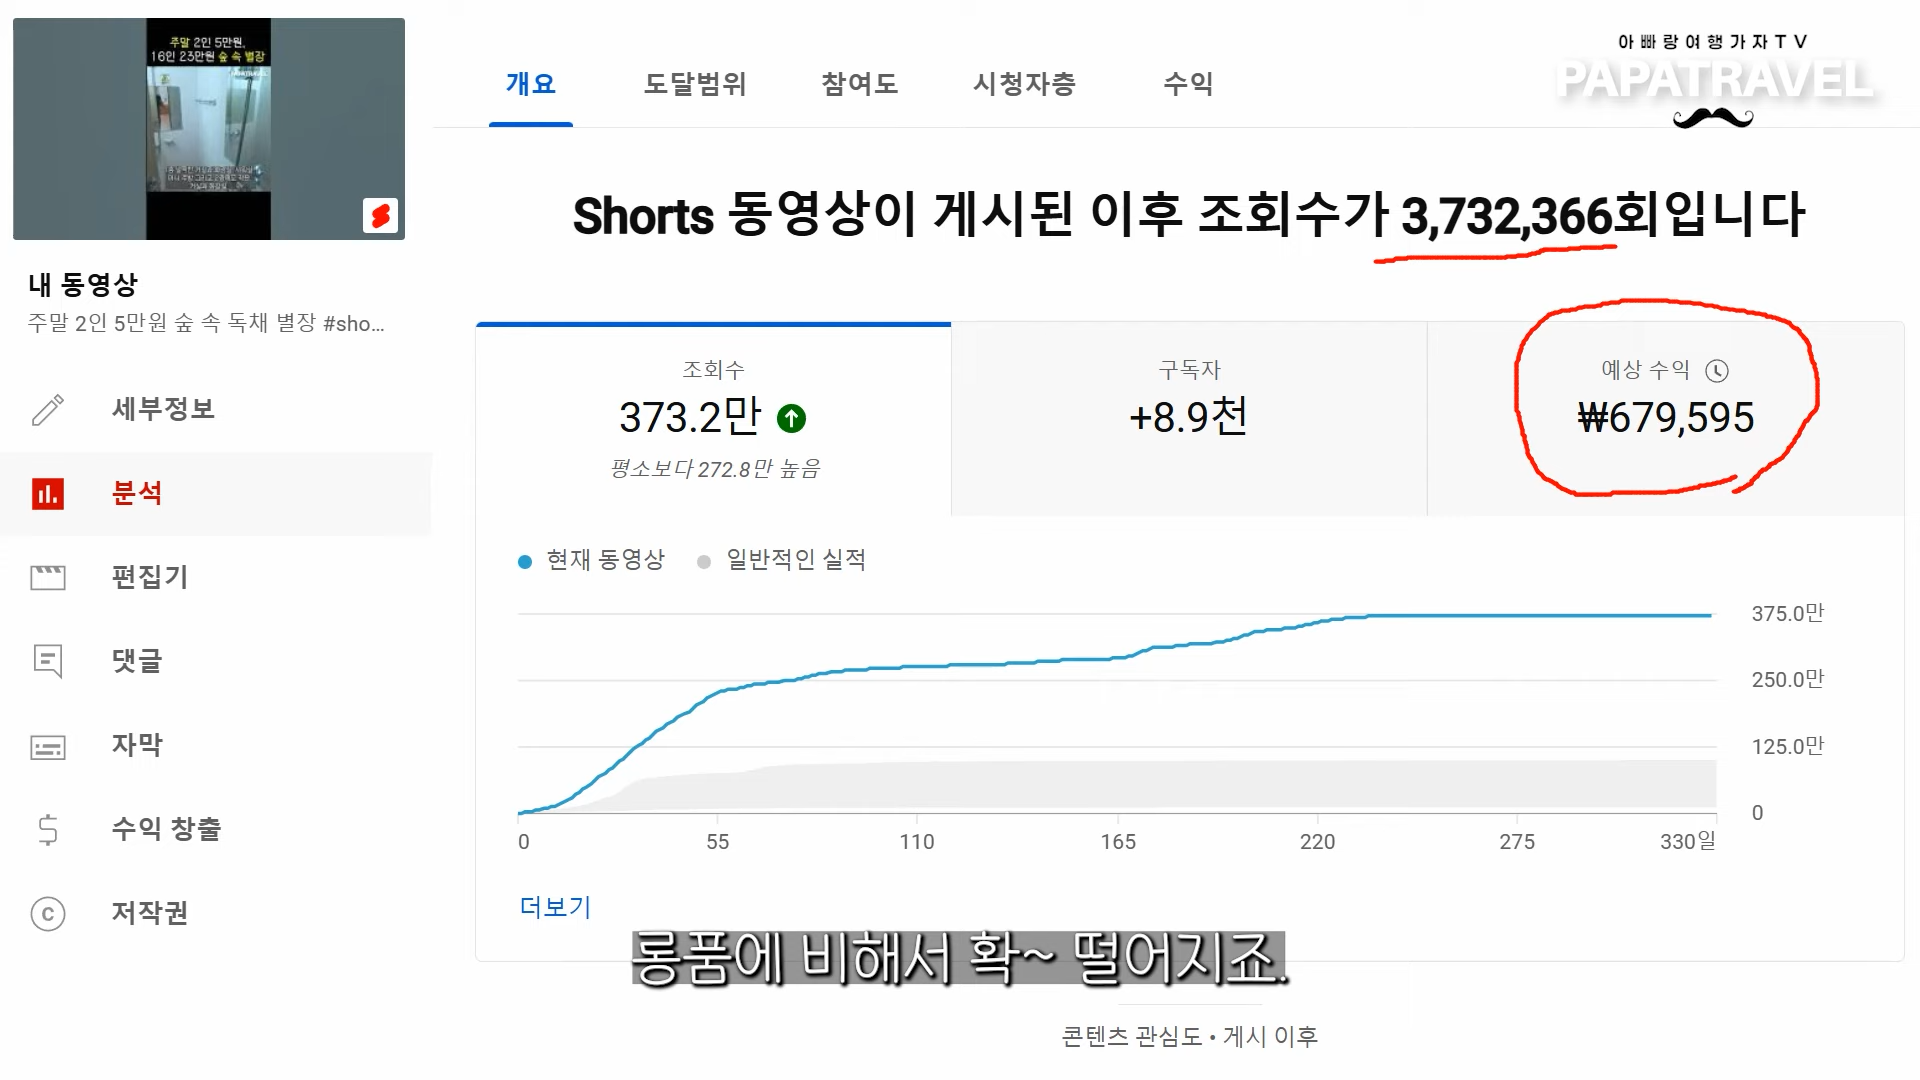 주말 2인 5만원,
16인 23만원 숲 속 별장
내 동영상
주말 2인 5만원 숲 속 독채 별장 #sho...
세부정보
분석
편집기
댓글
자막
수익 창출
저작권
개요 도달범위 참여도 시청자층 수익
아빠랑여행가자TV
PAPATRAVEL
Shorts 동영상이 게시된 이후 조회수가 3,732,366회입니다
조회수
373.2만
평소보다 272.8만 높음
구독자
+8.9천
예상 수익
₩679,595
현재 동영상 일반적인 실적
375.0만
250.0만
125.0만
0
0 55 110 165 220 275 330일
더보기
롱폼에 비해서 확~ 떨어지죠.
콘텐츠 관심도 • 게시 이후